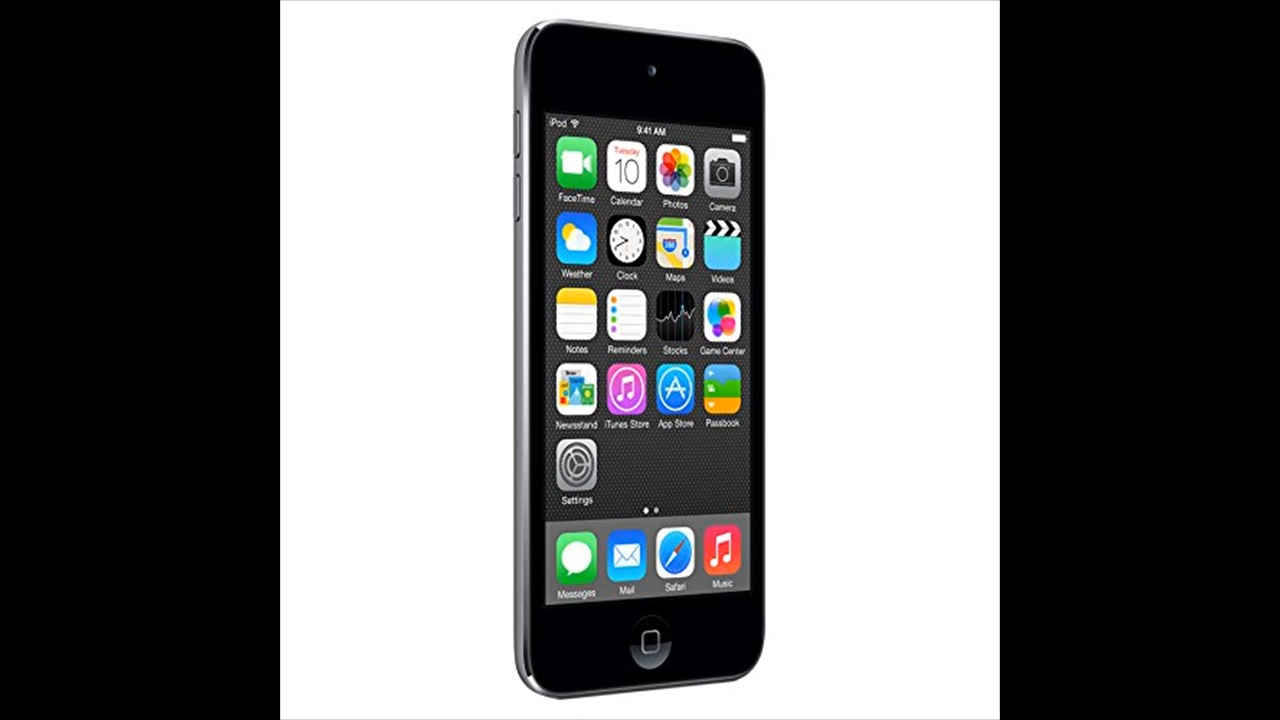 iPod 9:41 AM
Tuesday
10
FaceTime Calendar Photos Camera
280
Weather Clock Maps Videos
Notes Reminders Stocks Game Center
Newsstand iTunes Store App Store Passbook
Settings
Messages Mail Safari Music